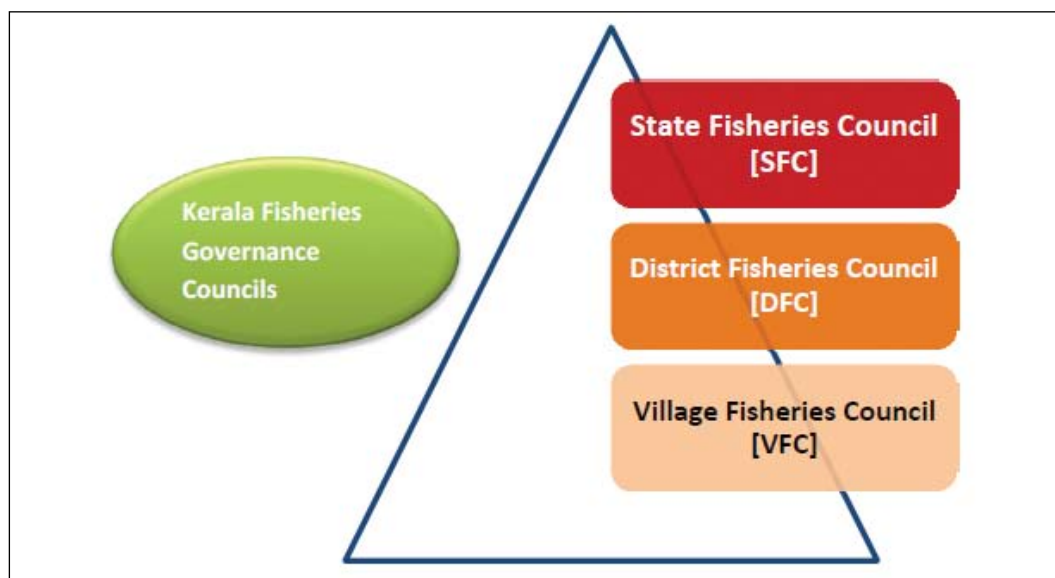 Kerala Fisheries
Governance
Councils
State Fisheries Council
[SFC]
District Fisheries Council
[DFC]
Village Fisheries Council
[VFC]